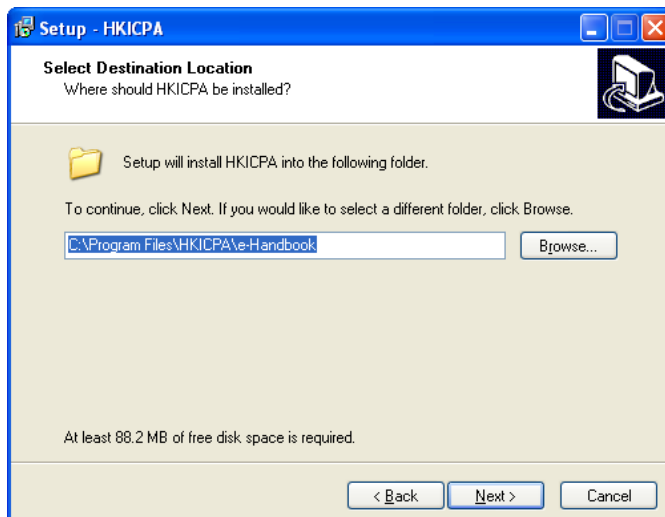 Setup - HKICPA
Select Destination Location
Where should HKICPA be installed?
Setup will install HKICPA into the following folder.
To continue, click Next. If you would like to select a different folder, click Browse.
C:\Program Files\HKICPA\e-Handbook
Browse...
At least 88.2 MB of free disk space is required.
< Back
Next >
Cancel